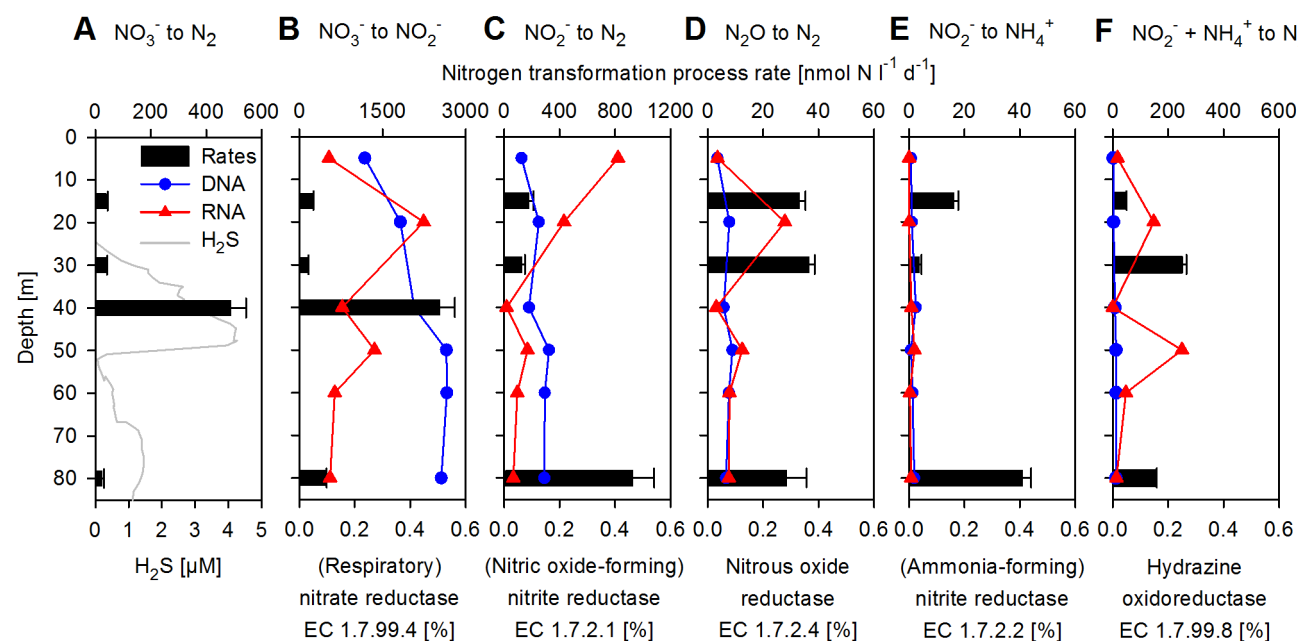 A NO₃⁻ to N₂ B NO₃⁻ to NO₂⁻ C NO₂⁻ to N₂ D N₂O to N₂ E NO₂⁻ to NH₄⁺ F NO₂⁻ + NH₄⁺ to N
Nitrogen transformation process rate [nmol N l⁻¹ d⁻¹]
0 200 400 600 0 1500 3000 0 400 800 1200 0 20 40 60 0 20 40 60 0 200 400 600
0
10
20
30
40
50
60
70
80
Depth [m]
Rates
DNA
RNA
H₂S
0 1 2 3 4 5 0.0 0.2 0.4 0.6 0.0 0.2 0.4 0.6 0.0 0.2 0.4 0.6 0.0 0.2 0.4 0.6 0.0 0.2 0.4 0.6
H₂S [µM]
(Respiratory)
nitrate reductase
EC 1.7.99.4 [%]
(Nitric oxide-forming)
nitrite reductase
EC 1.7.2.1 [%]
Nitrous oxide
reductase
EC 1.7.2.4 [%]
(Ammonia-forming)
nitrite reductase
EC 1.7.2.2 [%]
Hydrazine
oxidoreductase
EC 1.7.99.8 [%]